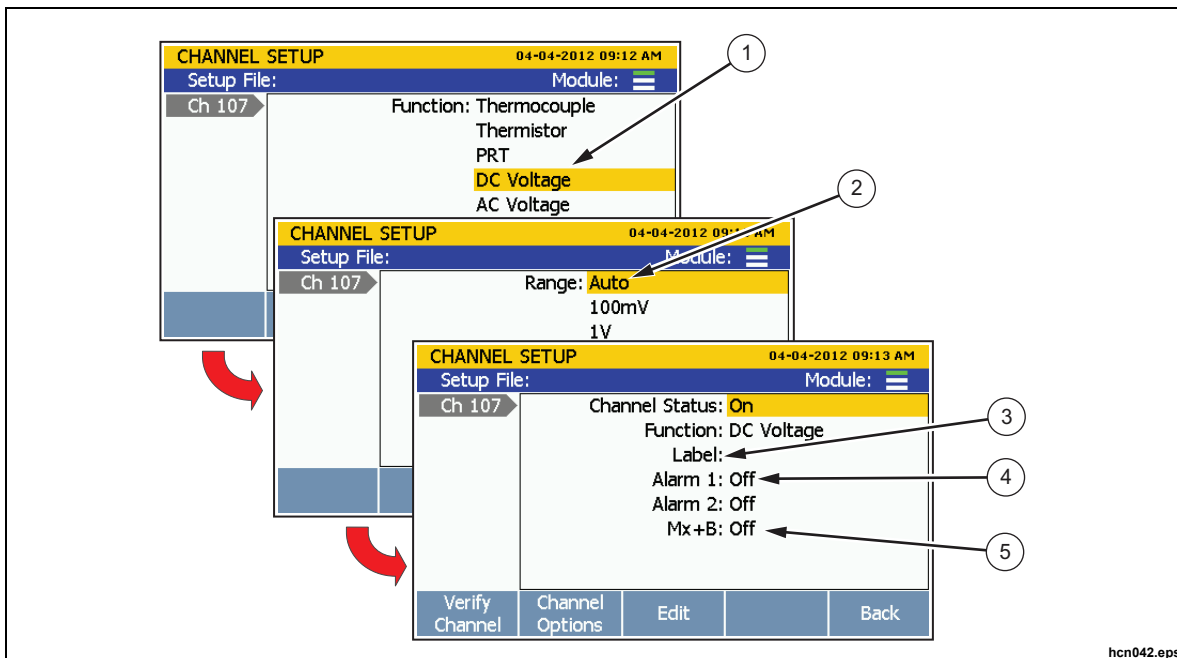 CHANNEL SETUP 04-04-2012 09:12 AM
Setup File: Module:
Ch 107
Function: Thermocouple
Thermistor
PRT
DC Voltage
AC Voltage
1
CHANNEL SETUP 04-04-2012 AM
Setup File: Module:
Ch 107
Range: Auto
100mV
1V
2
CHANNEL SETUP 04-04-2012 09:13 AM
Setup File: Module:
Ch 107
Channel Status: On
Function: DC Voltage
Label:
Alarm 1: Off
Alarm 2: Off
Mx+B: Off
3
4
5
Verify Channel
Channel Options
Edit
Back
hcn042.eps